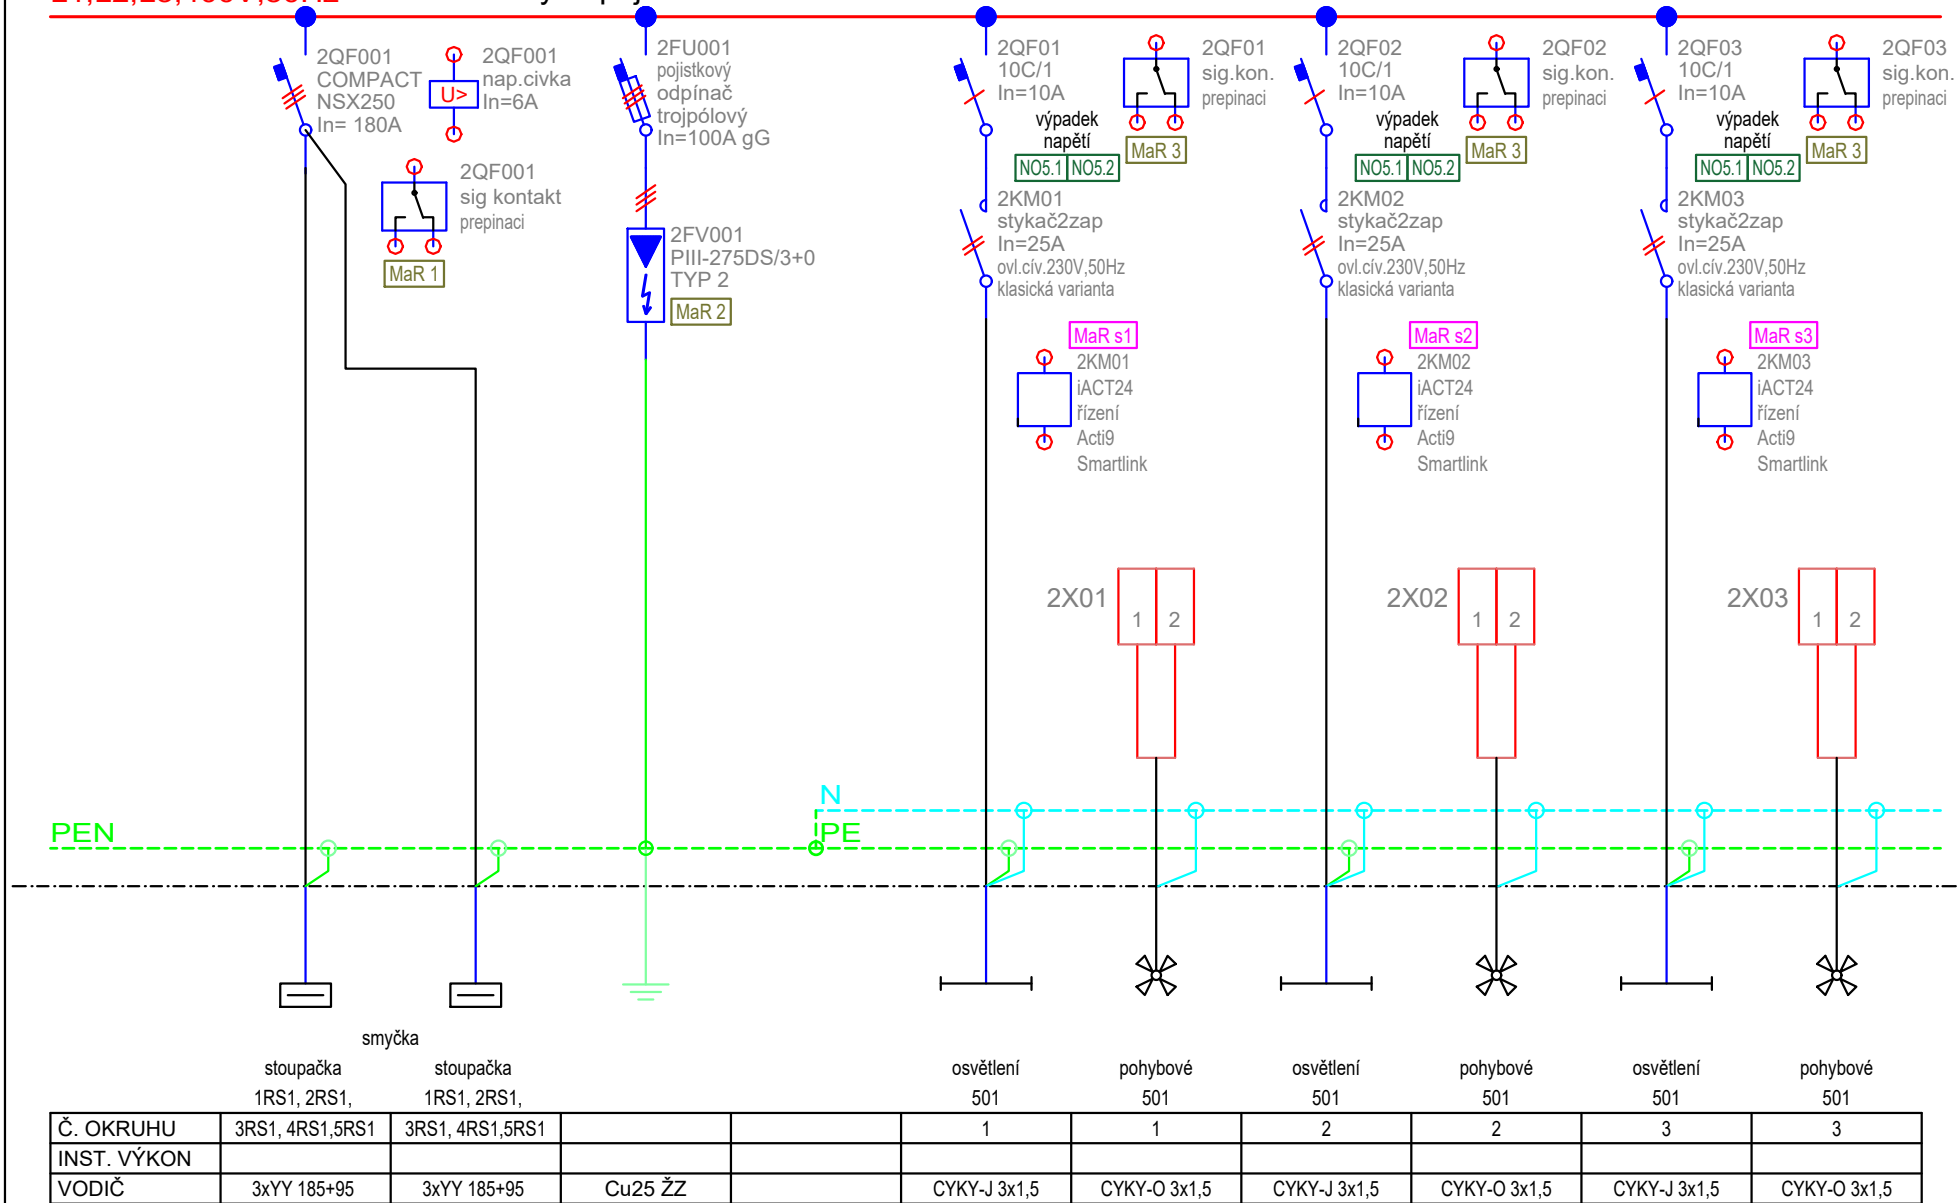 2QF001
COMPACT
NSX250
In= 180A
2QF001
nap.civka
In=6A
U>
2QF001
sig kontakt
prepinaci
MaR 1
2FU001
pojistkový
odpínač
trojpólový
In=100A gG
2FV001
PIII-275DS/3+0
TYP 2
MaR 2
2QF01
10C/1
In=10A
výpadek
napětí
NO5.1 NO5.2
2QF01
sig.kon.
prepinaci
MaR 3
2KM01
stykač2zap
In=25A
ovl.cív.230V,50Hz
klasická varianta
MaR s1
2KM01
iACT24
řízení
Acti9
Smartlink
2X01
1 2
2QF02
10C/1
In=10A
výpadek
napětí
NO5.1 NO5.2
2QF02
sig.kon.
prepinaci
MaR 3
2KM02
stykač2zap
In=25A
ovl.cív.230V,50Hz
klasická varianta
MaR s2
2KM02
iACT24
řízení
Acti9
Smartlink
2X02
1 2
2QF03
10C/1
In=10A
výpadek
napětí
NO5.1 NO5.2
2QF03
sig.kon.
prepinaci
MaR 3
2KM03
stykač2zap
In=25A
ovl.cív.230V,50Hz
klasická varianta
MaR s3
2KM03
iACT24
řízení
Acti9
Smartlink
2X03
1 2
N
PEN
PE
smyčka
stoupačka stoupačka osvětlení pohybové osvětlení pohybové osvětlení pohybové
1RS1, 2RS1, 1RS1, 2RS1, 501 501 501 501 501 501
Č. OKRUHU 3RS1, 4RS1,5RS1 3RS1, 4RS1,5RS1 1 1 2 2 3 3
INST. VÝKON
VODIČ 3xYY 185+95 3xYY 185+95 Cu25 ŽZ CYKY-J 3x1,5 CYKY-O 3x1,5 CYKY-J 3x1,5 CYKY-O 3x1,5 CYKY-J 3x1,5 CYKY-O 3x1,5